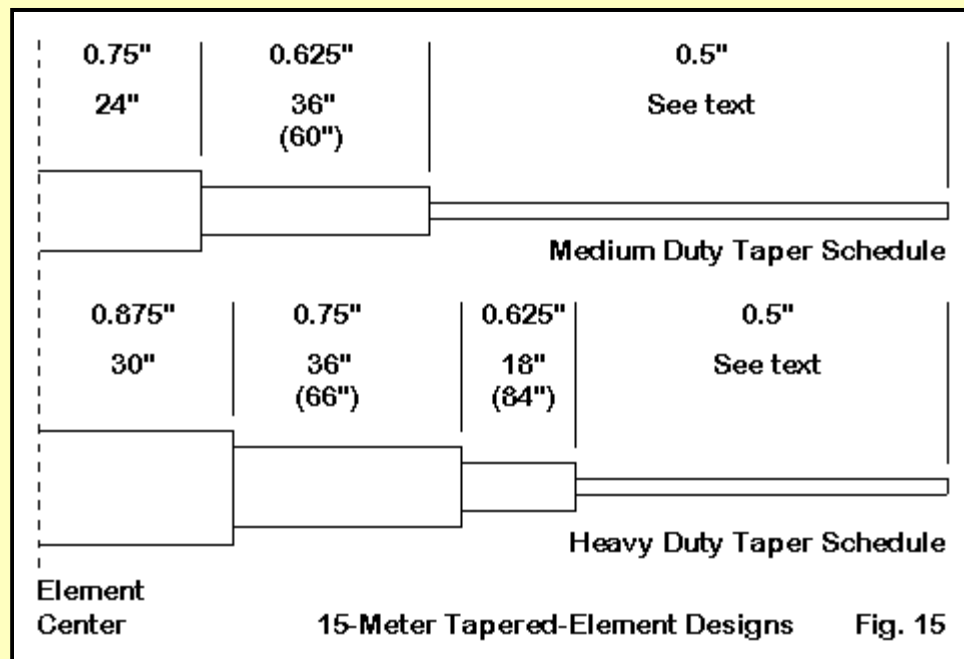 0.75" 0.625" 0.5"
24" 36" See text
(60")
Medium Duty Taper Schedule
0.875" 0.75" 0.625" 0.5"
30" 36" 18" See text
(66") (84")
Heavy Duty Taper Schedule
Element
Center 15-Meter Tapered-Element Designs Fig. 15